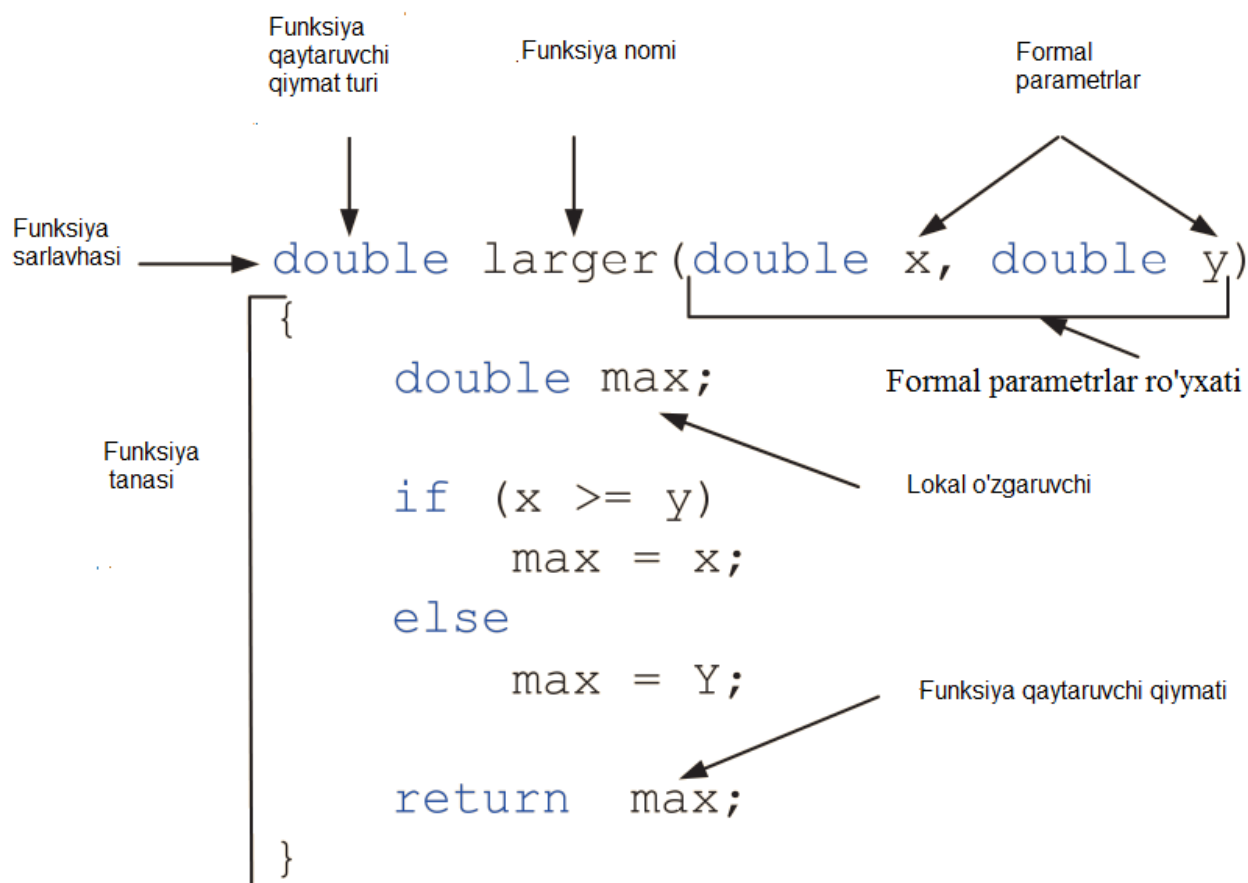 Funksiya
qaytaruvchi
qiymat turi
Funksiya nomi
Formal
parametrlar
Funksiya
sarlavhasi
double larger(double x, double y)
{
double max;
Formal parametrlar ro'yxati
Funksiya
tanasi
Lokal o'zgaruvchi
if (x >= y)
max = x;
else
max = Y;
Funksiya qaytaruvchi qiymati
return max;
}